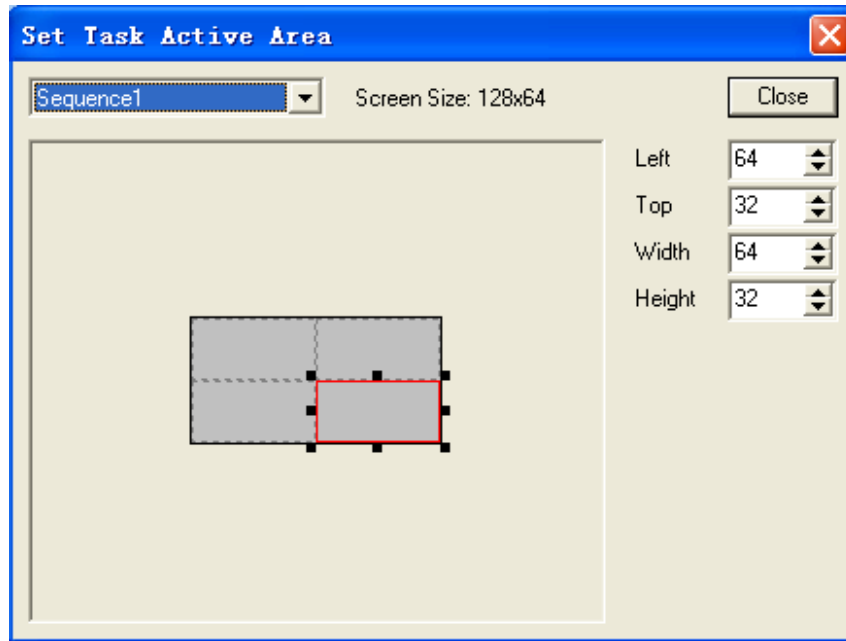 Set Task Active Area
Sequence1 Screen Size: 128x64 Close
Left 64
Top 32
Width 64
Height 32